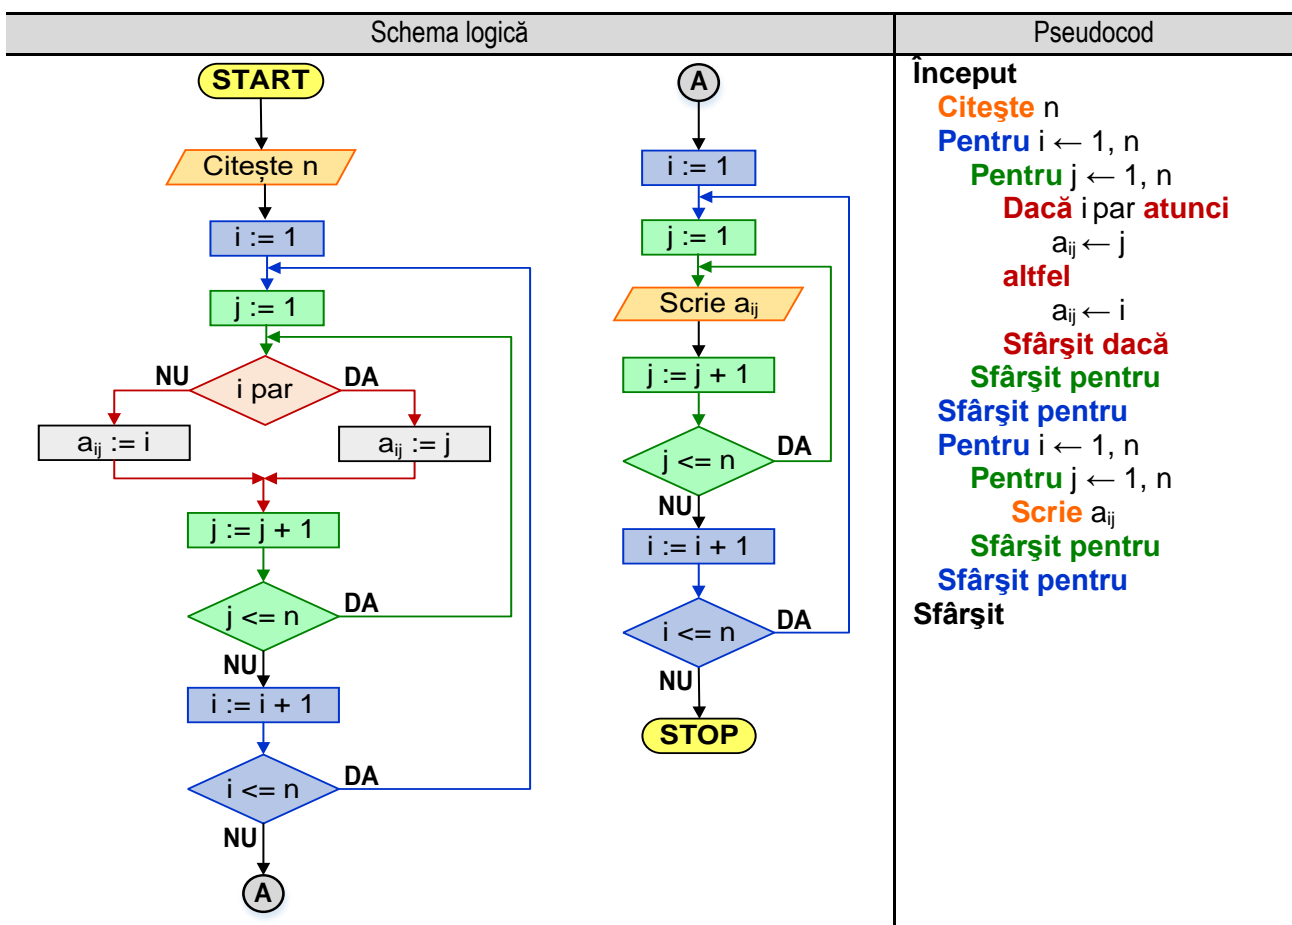 Schema logică
Pseudocod
START
Citește n
i := 1
j := 1
i par
NU
DA
aij := i
aij := j
j := j + 1
j <= n
DA
NU
i := i + 1
i <= n
DA
NU
A
A
i := 1
j := 1
Scrie aij
j := j + 1
j <= n
DA
NU
i := i + 1
i <= n
DA
NU
STOP
Început
Citeşte n
Pentru i ← 1, n
Pentru j ← 1, n
Dacă i par atunci
aij ← j
altfel
aij ← i
Sfârşit dacă
Sfârşit pentru
Sfârşit pentru
Pentru i ← 1, n
Pentru j ← 1, n
Scrie aij
Sfârşit pentru
Sfârşit pentru
Sfârşit